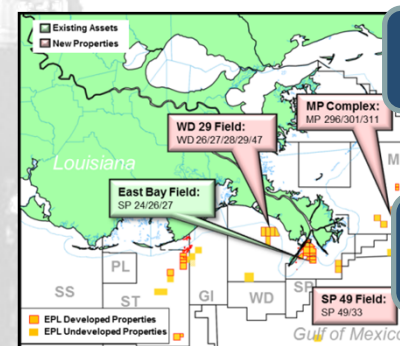 Existing Assets
New Properties
MP Complex:
MP 296/301/311
WD 29 Field:
WD 26/27/28/29/47
Louisiana
East Bay Field:
SP 24/26/27
M
PL
SS
ST
GI
WD
SP
SP 49 Field:
SP 49/33
EPL Developed Properties
EPL Undeveloped Properties
Gulf of Mexico